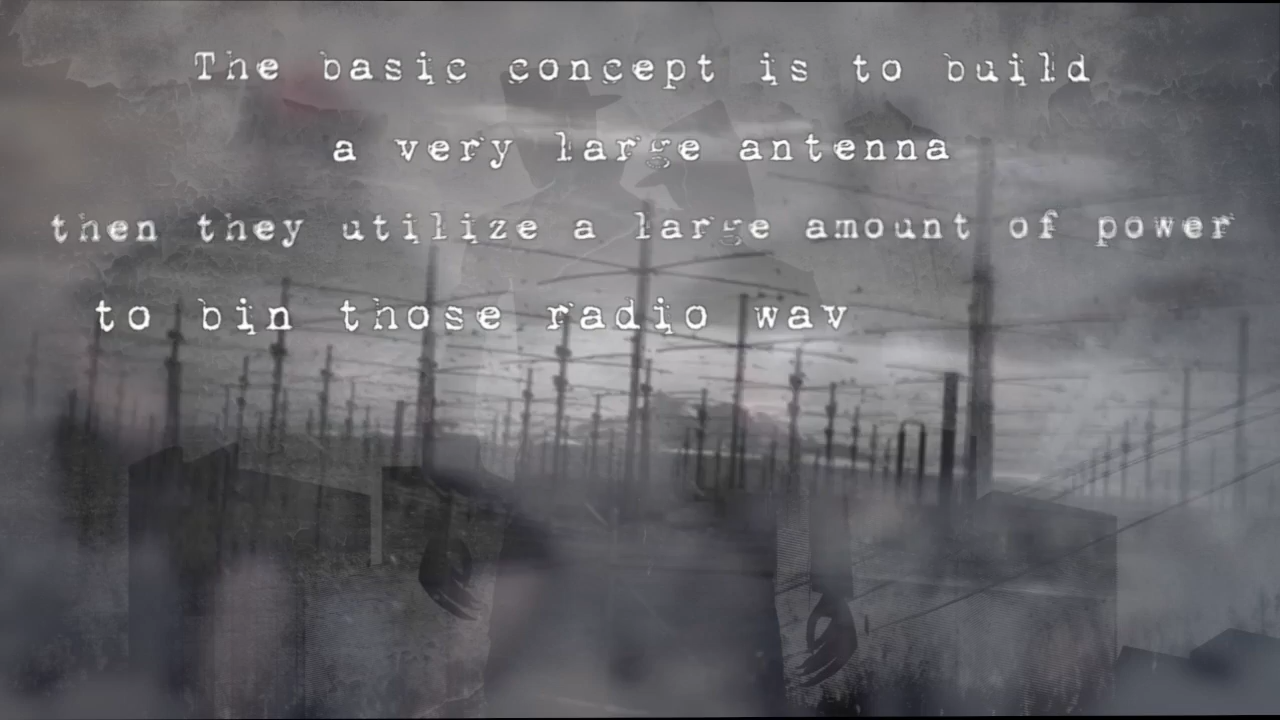 The basic concept is to build
a very large antenna
then they utilize a large amount of power
to bin those radio wav